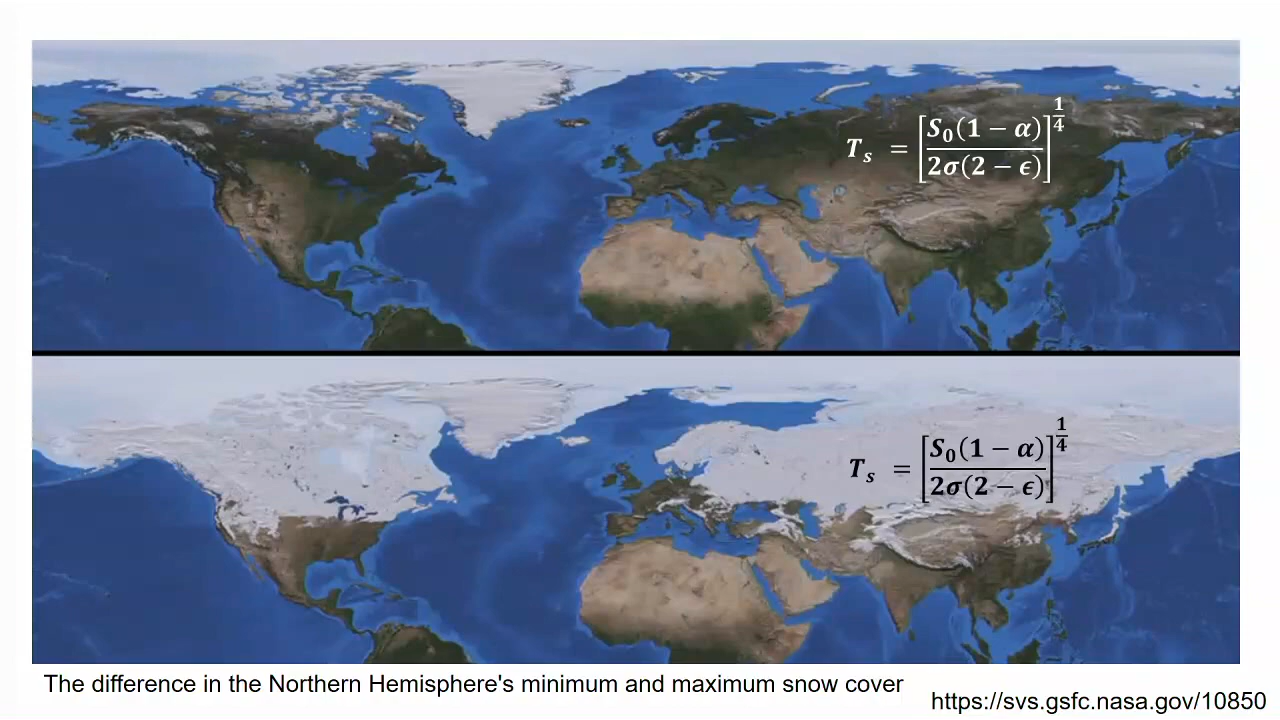 T_s = [S_0(1 − α) / 2σ(2 − ϵ)]^{1/4}
T_s = [S_0(1 − α) / 2σ(2 − ϵ)]^{1/4}
The difference in the Northern Hemisphere's minimum and maximum snow cover
https://svs.gsfc.nasa.gov/10850